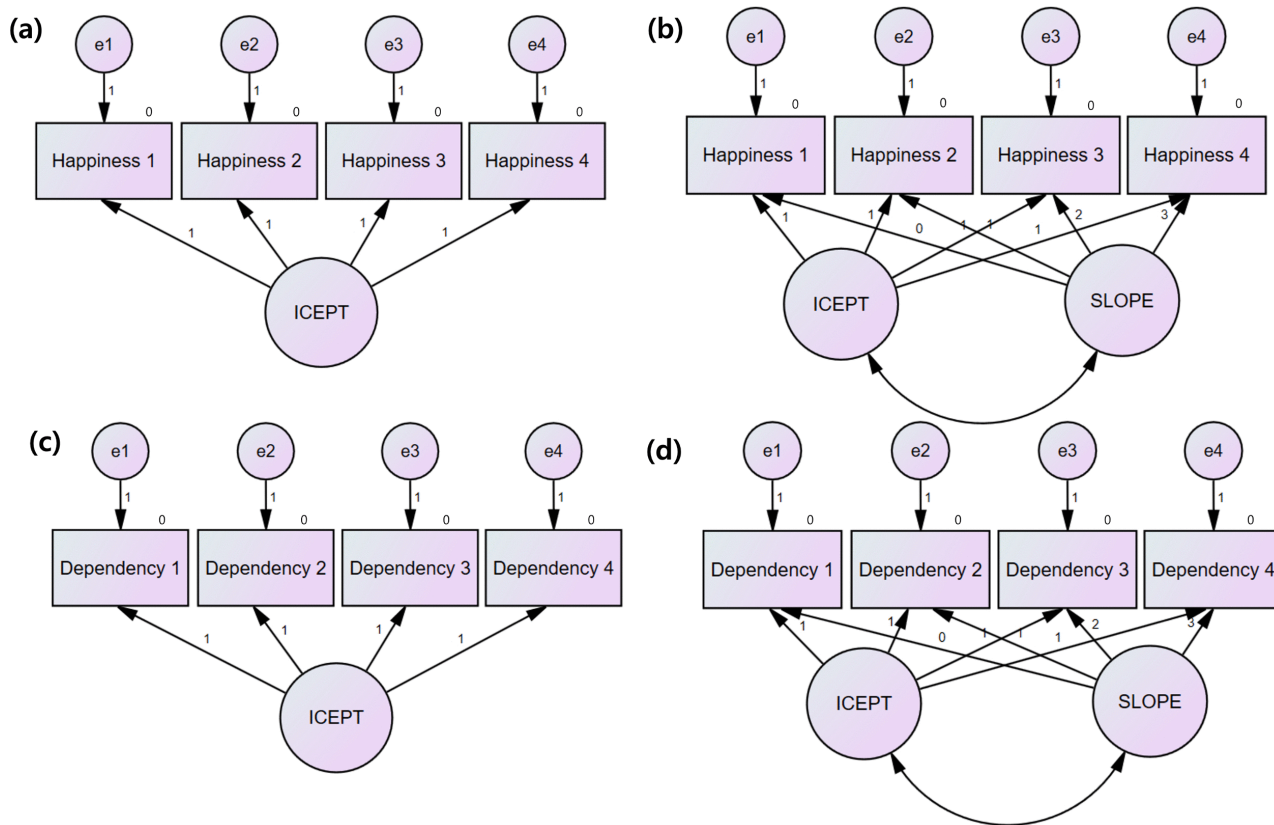 (a)
e1 e2 e3 e4
1 1 1 1
0 0 0 0
Happiness 1 Happiness 2 Happiness 3 Happiness 4
1 1 1 1
ICEPT
(b)
e1 e2 e3 e4
1 1 1 1
0 0 0 0
Happiness 1 Happiness 2 Happiness 3 Happiness 4
1 1 0 1 1 1 2 3
ICEPT SLOPE
(c)
e1 e2 e3 e4
1 1 1 1
0 0 0 0
Dependency 1 Dependency 2 Dependency 3 Dependency 4
1 1 1 1
ICEPT
(d)
e1 e2 e3 e4
1 1 1 1
0 0 0 0
Dependency 1 Dependency 2 Dependency 3 Dependency 4
1 1 0 1 1 1 2 3
ICEPT SLOPE